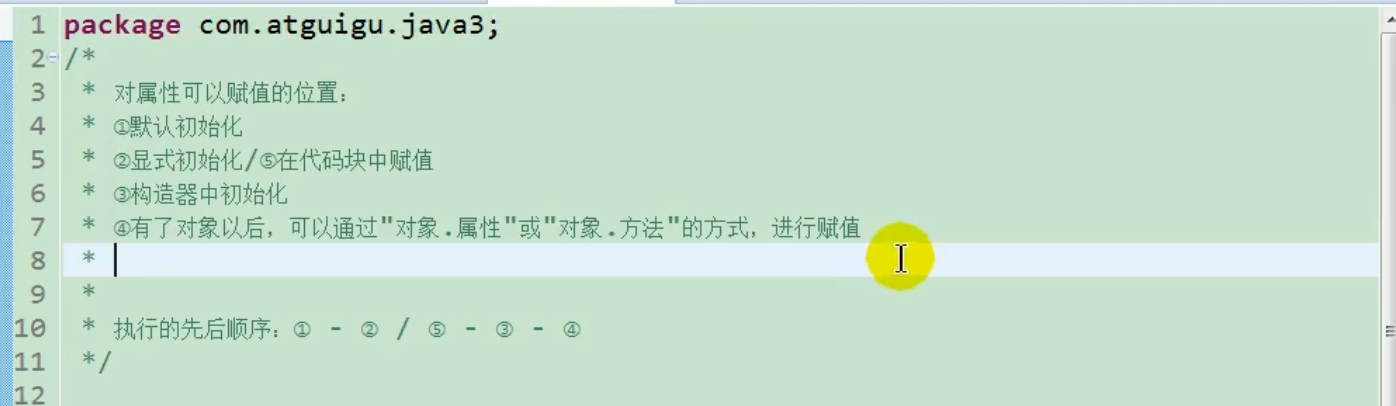 1 package com.atguigu.java3;
2 /*
3 * 对属性可以赋值的位置：
4 * ①默认初始化
5 * ②显式初始化/⑤在代码块中赋值
6 * ③构造器中初始化
7 * ④有了对象以后，可以通过"对象.属性"或"对象.方法"的方式，进行赋值
8 *
9 *
10 * 执行的先后顺序：① - ② / ⑤ - ③ - ④
11 */
12